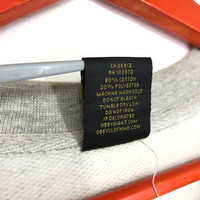 CA 28912
RN 103970
80% COTTON
20% POLYESTER
MACHINE WASH COLD
DO NOT BLEACH
TUMBLE DRY LOW
DO NOT IRON
IF DECORATED
OBEYGIANT.COM
OBEYCLOTHING.COM